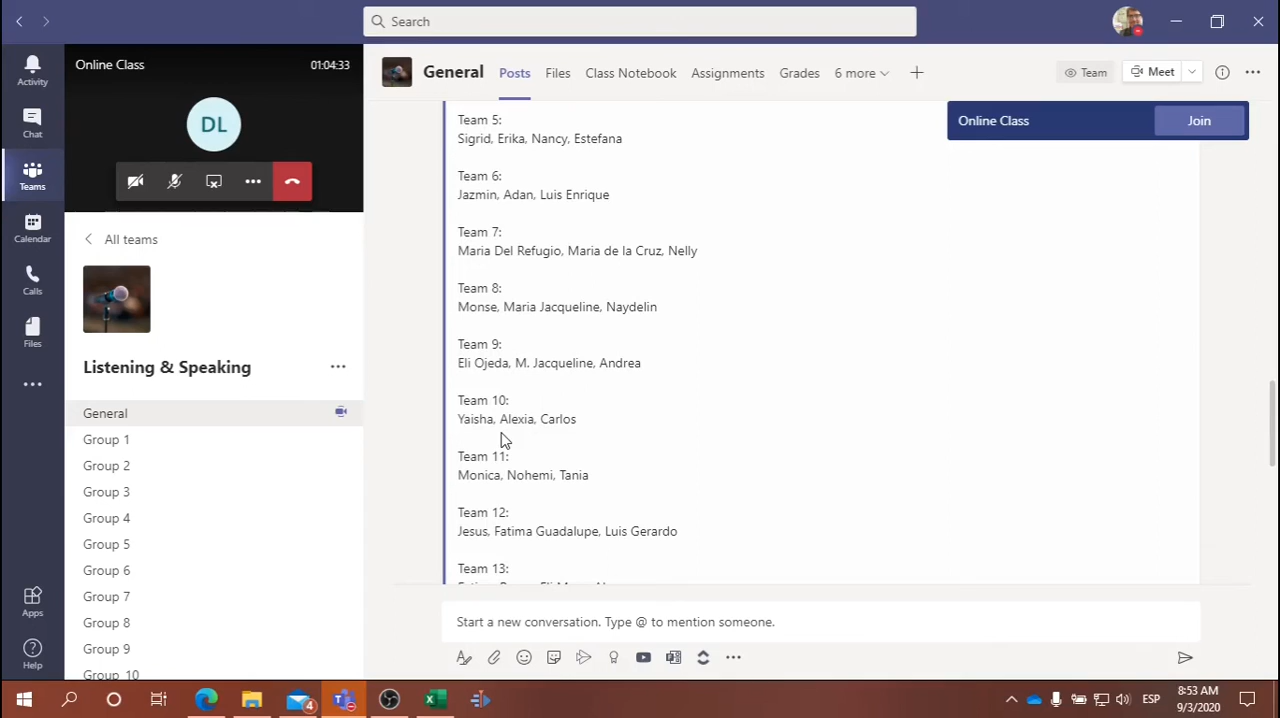 Search
Activity
Chat
Teams
Calendar
Calls
Files
Apps
Help
Online Class
01:04:33
DL
All teams
Listening & Speaking
General
Group 1
Group 2
Group 3
Group 4
Group 5
Group 6
Group 7
Group 8
Group 9
Group 10
General
Posts
Files
Class Notebook
Assignments
Grades
6 more
Team
Meet
Online Class
Join
Team 5:
Sigrid, Erika, Nancy, Estefana
Team 6:
Jazmin, Adan, Luis Enrique
Team 7:
Maria Del Refugio, Maria de la Cruz, Nelly
Team 8:
Monse, Maria Jacqueline, Naydelin
Team 9:
Eli Ojeda, M. Jacqueline, Andrea
Team 10:
Yaisha, Alexia, Carlos
Team 11:
Monica, Nohemi, Tania
Team 12:
Jesus, Fatima Guadalupe, Luis Gerardo
Team 13:
Start a new conversation. Type @ to mention someone.
4
ESP
8:53 AM
9/3/2020